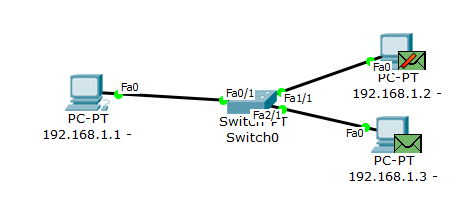 Fa0
PC-PT
192.168.1.1 -
Fa0/1
Fa1/1
Fa2/1
Switch-PT
Switch0
Fa0
PC-PT
192.168.1.2 -
Fa0
PC-PT
192.168.1.3 -